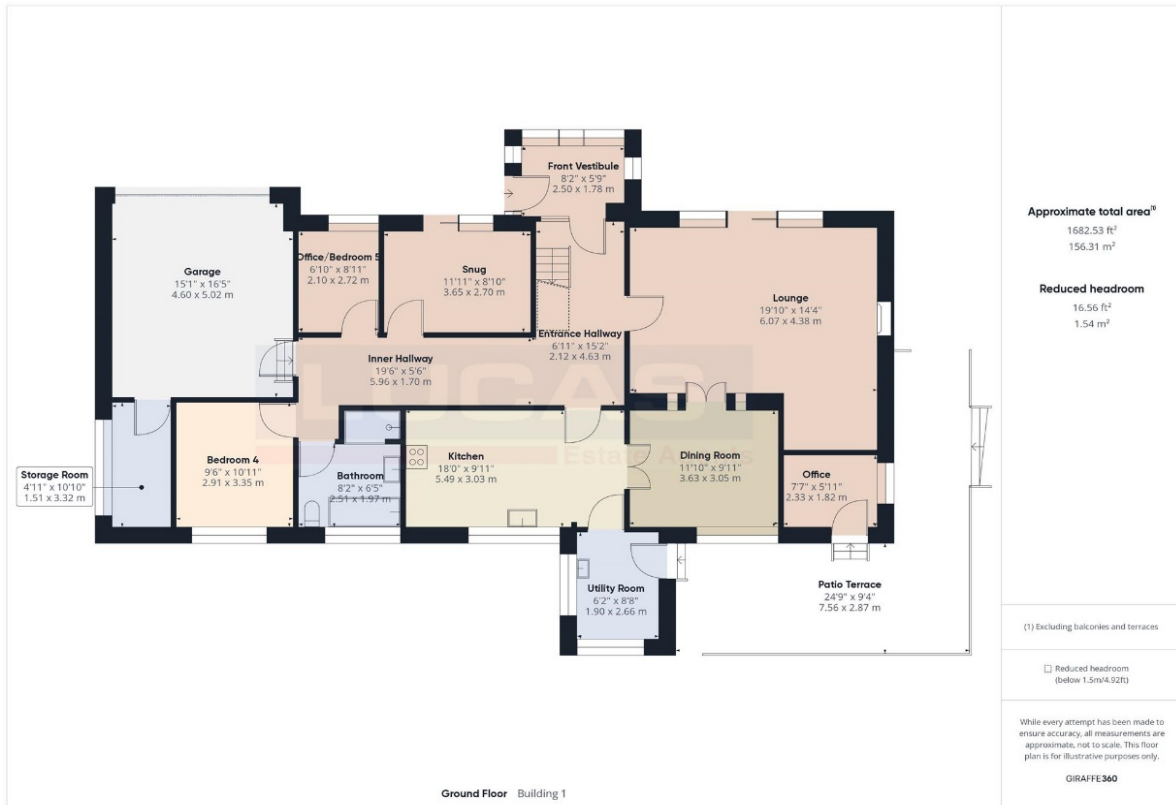 Front Vestibule
8'2" x 5'9"
2.50 x 1.78 m
Garage
15'1" x 16'5"
4.60 x 5.02 m
Office/Bedroom 5
6'10" x 8'11"
2.10 x 2.72 m
Snug
11'11" x 8'10"
3.65 x 2.70 m
Lounge
19'10" x 14'4"
6.07 x 4.38 m
Entrance Hallway
6'11" x 15'2"
2.12 x 4.63 m
Inner Hallway
19'6" x 5'6"
5.96 x 1.70 m
LUCAS
Estate Agents
Storage Room
4'11" x 10'10"
1.51 x 3.32 m
Bedroom 4
9'6" x 10'11"
2.91 x 3.35 m
Bathroom
8'2" x 6'5"
2.51 x 1.97 m
Kitchen
18'0" x 9'11"
5.49 x 3.03 m
Dining Room
11'10" x 9'11"
3.63 x 3.05 m
Office
7'7" x 5'11"
2.33 x 1.82 m
Utility Room
6'2" x 8'8"
1.90 x 2.66 m
Patio Terrace
24'9" x 9'4"
7.56 x 2.87 m
Ground Floor Building 1
Approximate total area(1)
1682.53 ft²
156.31 m²
Reduced headroom
16.56 ft²
1.54 m²
(1) Excluding balconies and terraces
Reduced headroom
(below 1.5m/4.92ft)
While every attempt has been made to
ensure accuracy, all measurements are
approximate, not to scale. This floor
plan is for illustrative purposes only.
GIRAFFE360